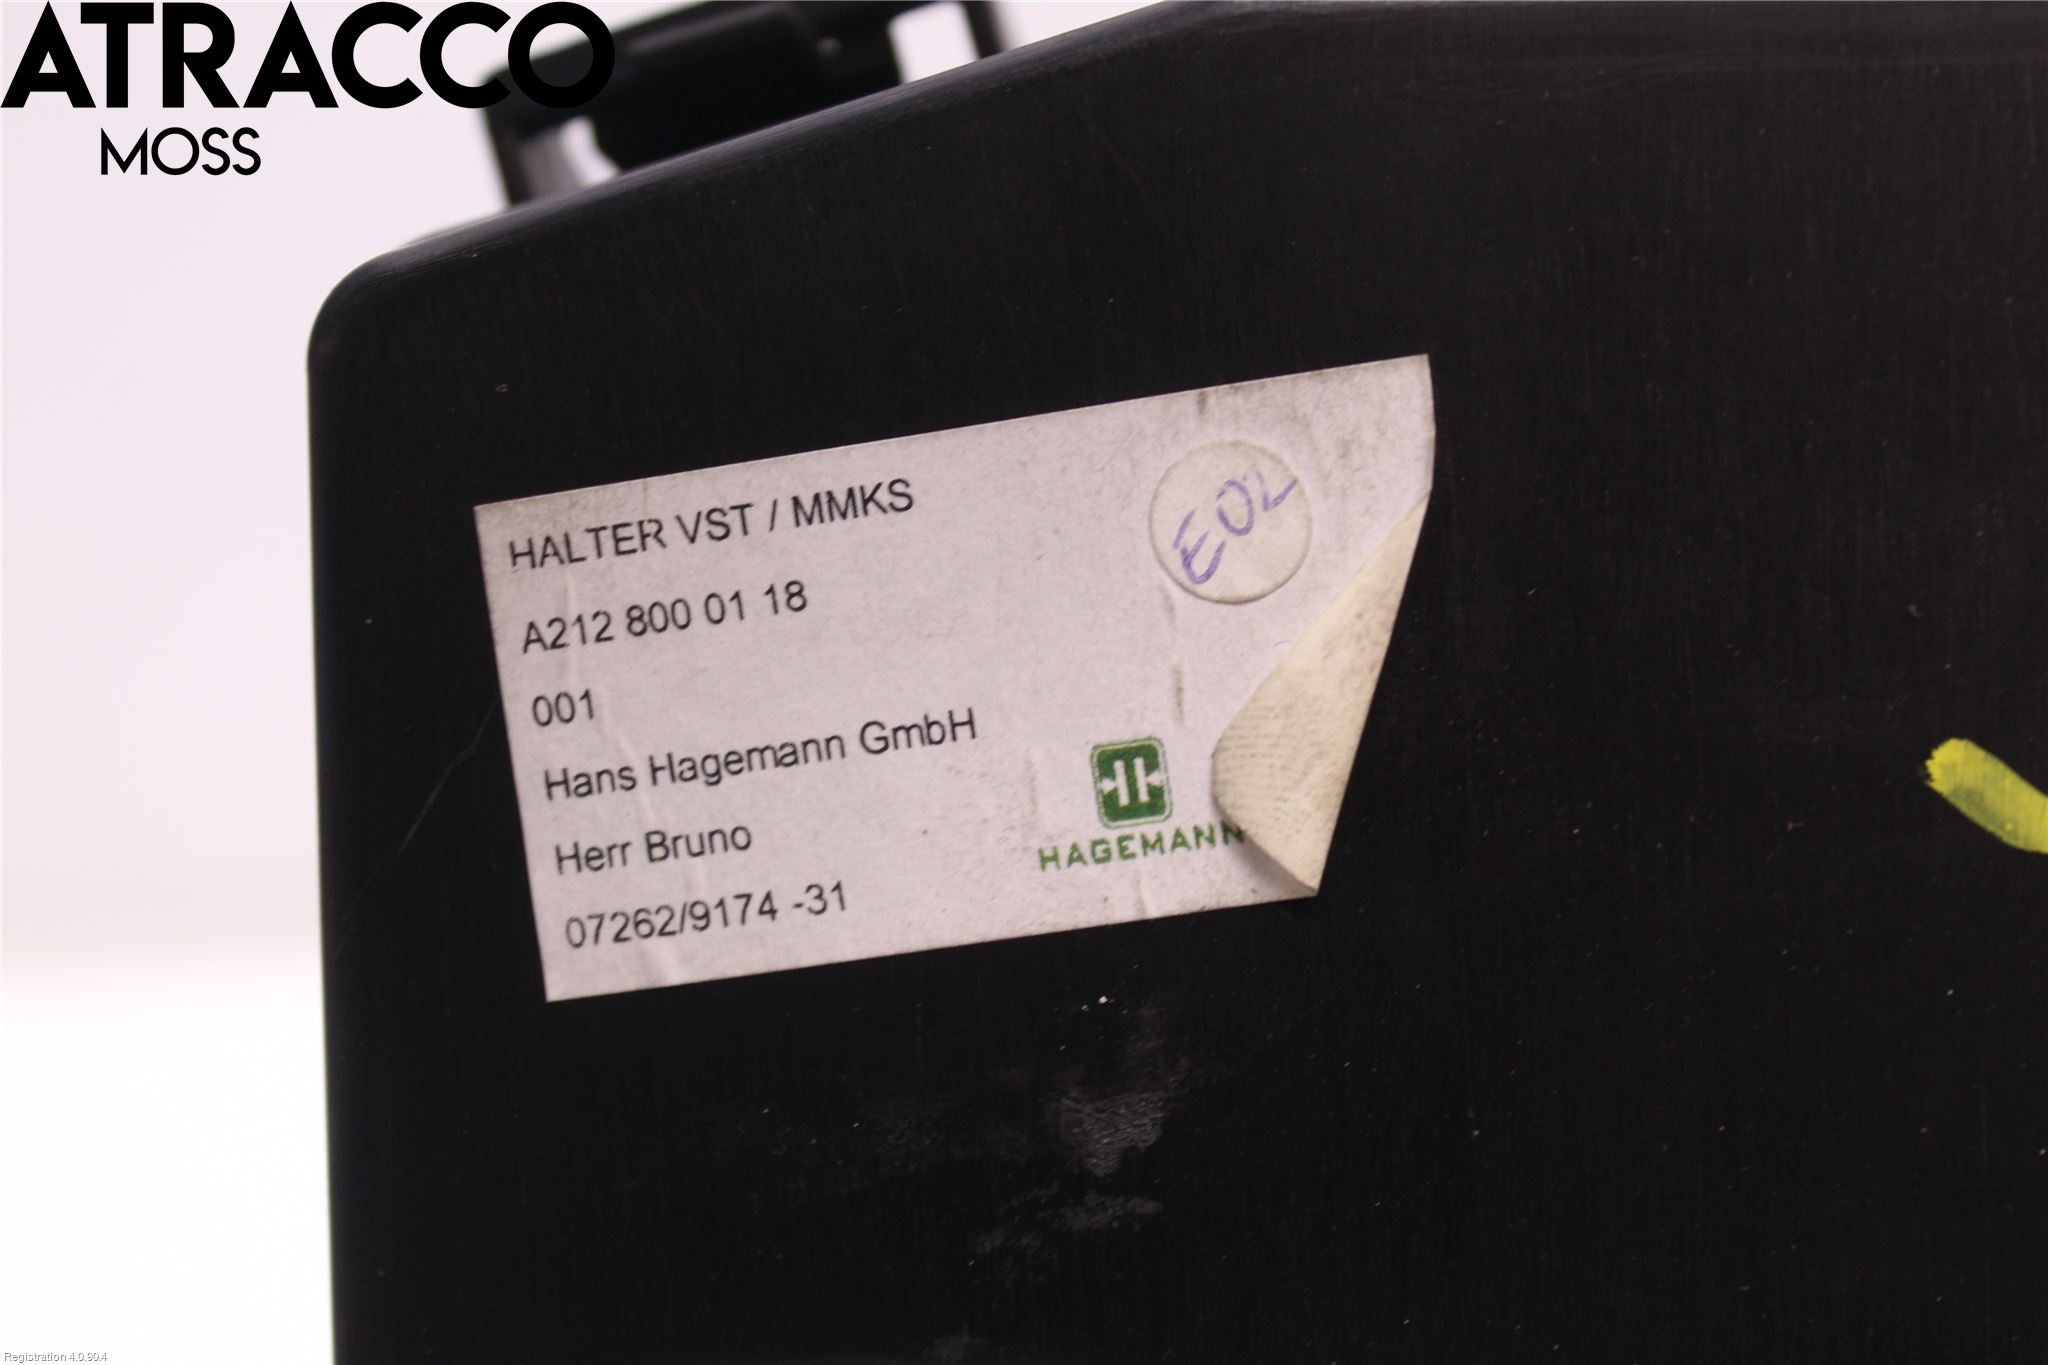 ATRACCO
MOSS
HALTER VST / MMKS
A212 800 01 18
001
Hans Hagemann GmbH
Herr Bruno
07262/9174 -31
EOL
HAGEMANN
Registration 4.0.90.4